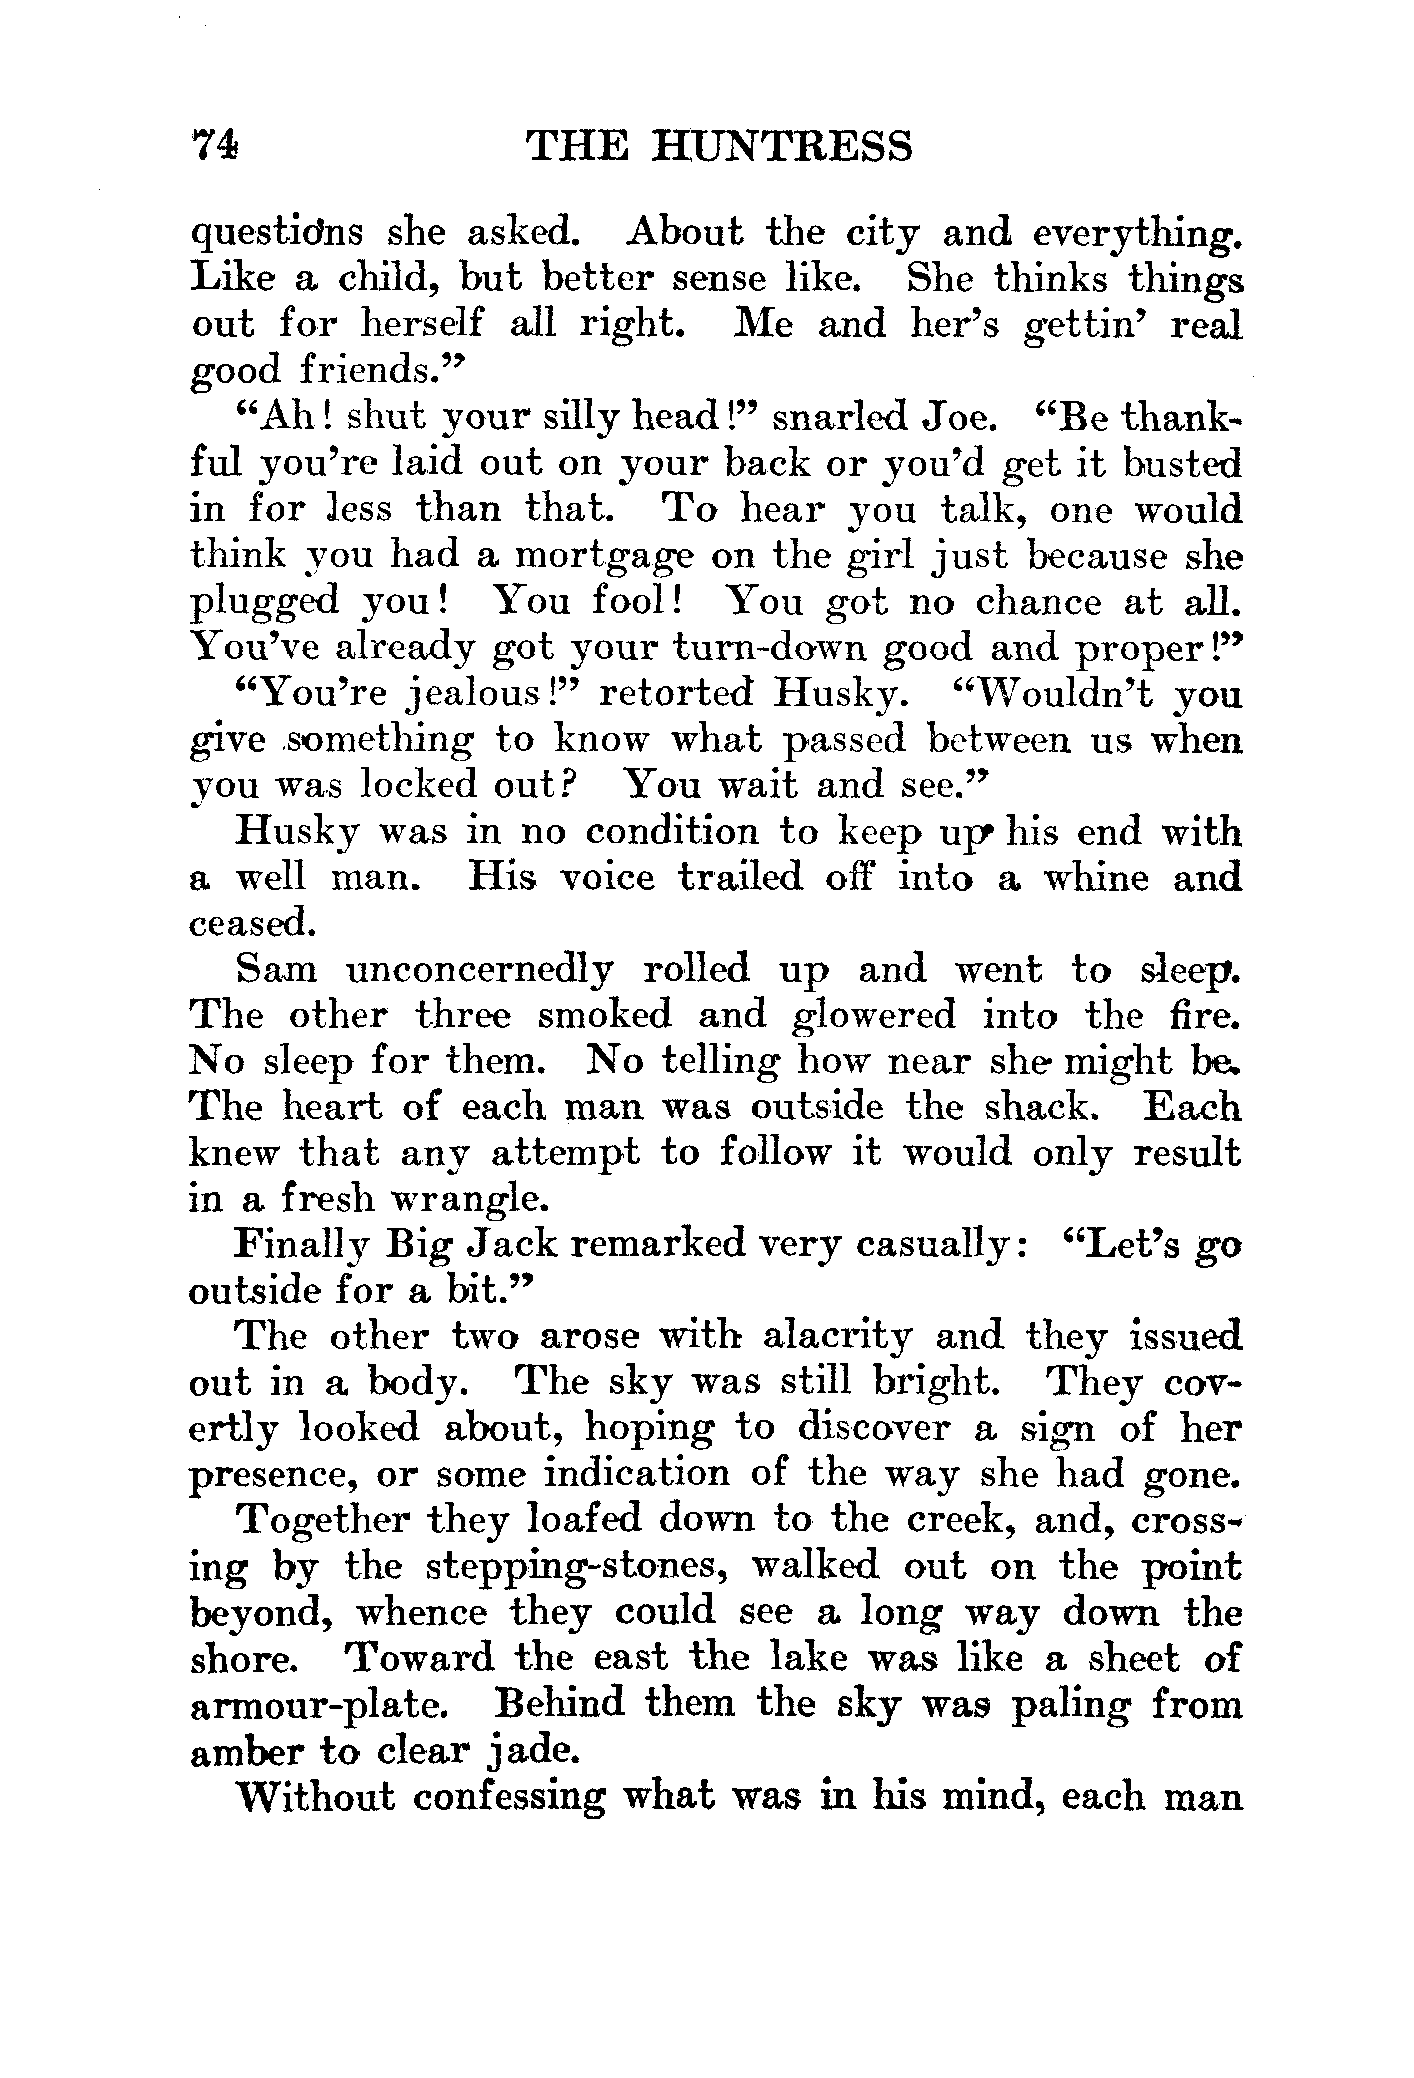 74 THE HUNTRESS
questions she asked. About the city and everything.
Like a child, but better sense like. She thinks things
out for herself all right. Me and her's gettin' real
good friends."
"Ah! shut your silly head!" snarled Joe. "Be thank-
ful you're laid out on your back or you'd get it busted
in for less than that. To hear you talk, one would
think you had a mortgage on the girl just because she
plugged you! You fool! You got no chance at all.
You've already got your turn-down good and proper!"
"You're jealous!" retorted Husky. "Wouldn't you
give something to know what passed between us when
you was locked out? You wait and see."
Husky was in no condition to keep up his end with
a well man. His voice trailed off into a whine and
ceased.
Sam unconcernedly rolled up and went to sleep.
The other three smoked and glowered into the fire.
No sleep for them. No telling how near she might be.
The heart of each man was outside the shack. Each
knew that any attempt to follow it would only result
in a fresh wrangle.
Finally Big Jack remarked very casually: "Let's go
outside for a bit."
The other two arose with alacrity and they issued
out in a body. The sky was still bright. They cov-
ertly looked about, hoping to discover a sign of her
presence, or some indication of the way she had gone.
Together they loafed down to the creek, and, cross-
ing by the stepping-stones, walked out on the point
beyond, whence they could see a long way down the
shore. Toward the east the lake was like a sheet of
armour-plate. Behind them the sky was paling from
amber to clear jade.
Without confessing what was in his mind, each man